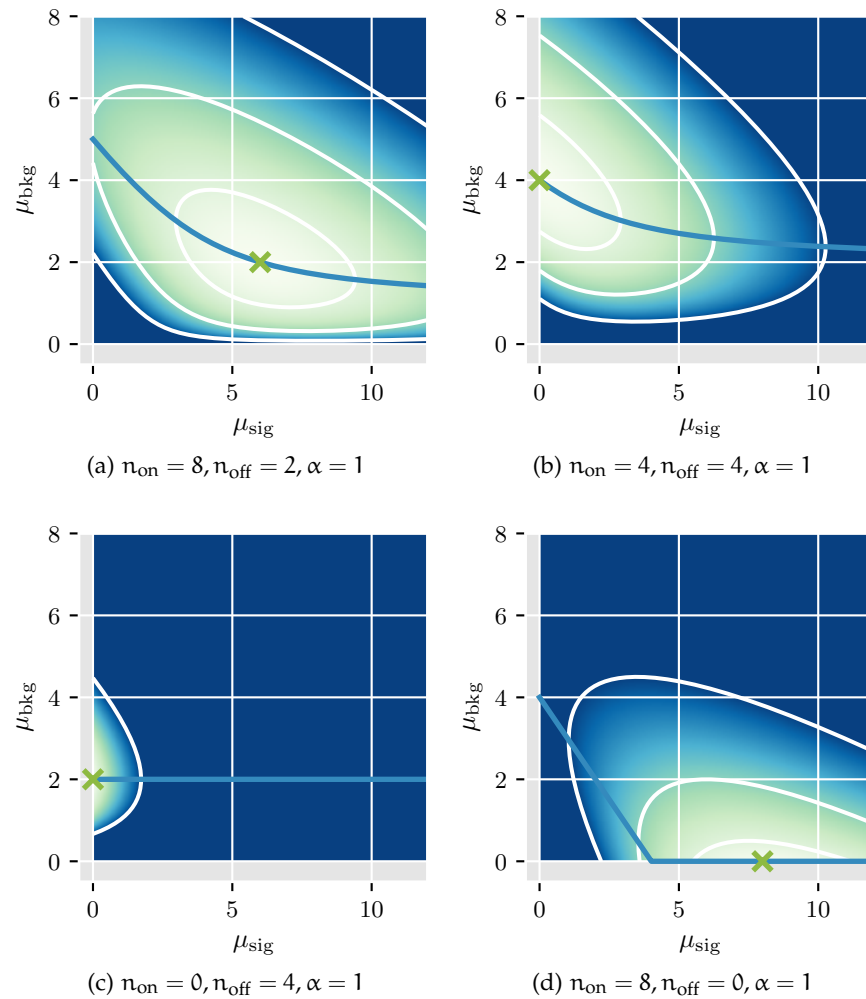 8
6
4
2
0
μbkg
0 5 10
μsig
(a) non = 8, noff = 2, α = 1
8
6
4
2
0
μbkg
0 5 10
μsig
(b) non = 4, noff = 4, α = 1
8
6
4
2
0
μbkg
0 5 10
μsig
(c) non = 0, noff = 4, α = 1
8
6
4
2
0
μbkg
0 5 10
μsig
(d) non = 8, noff = 0, α = 1